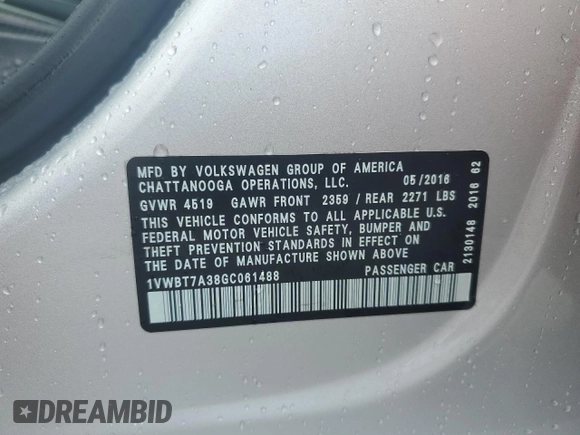 MFD BY VOLKSWAGEN GROUP OF AMERICA
CHATTANOOGA OPERATIONS, LLC. 05/2016
GVWR 4519 GAWR FRONT 2359 / REAR 2271 LBS
THIS VEHICLE CONFORMS TO ALL APPLICABLE U.S.
FEDERAL MOTOR VEHICLE SAFETY, BUMPER AND
THEFT PREVENTION STANDARDS IN EFFECT ON
THE DATE OF MANUFACTURE SHOWN ABOVE.
1VWBT7A38GC061488 PASSENGER CAR
2130148 2016 62
DREAMBID